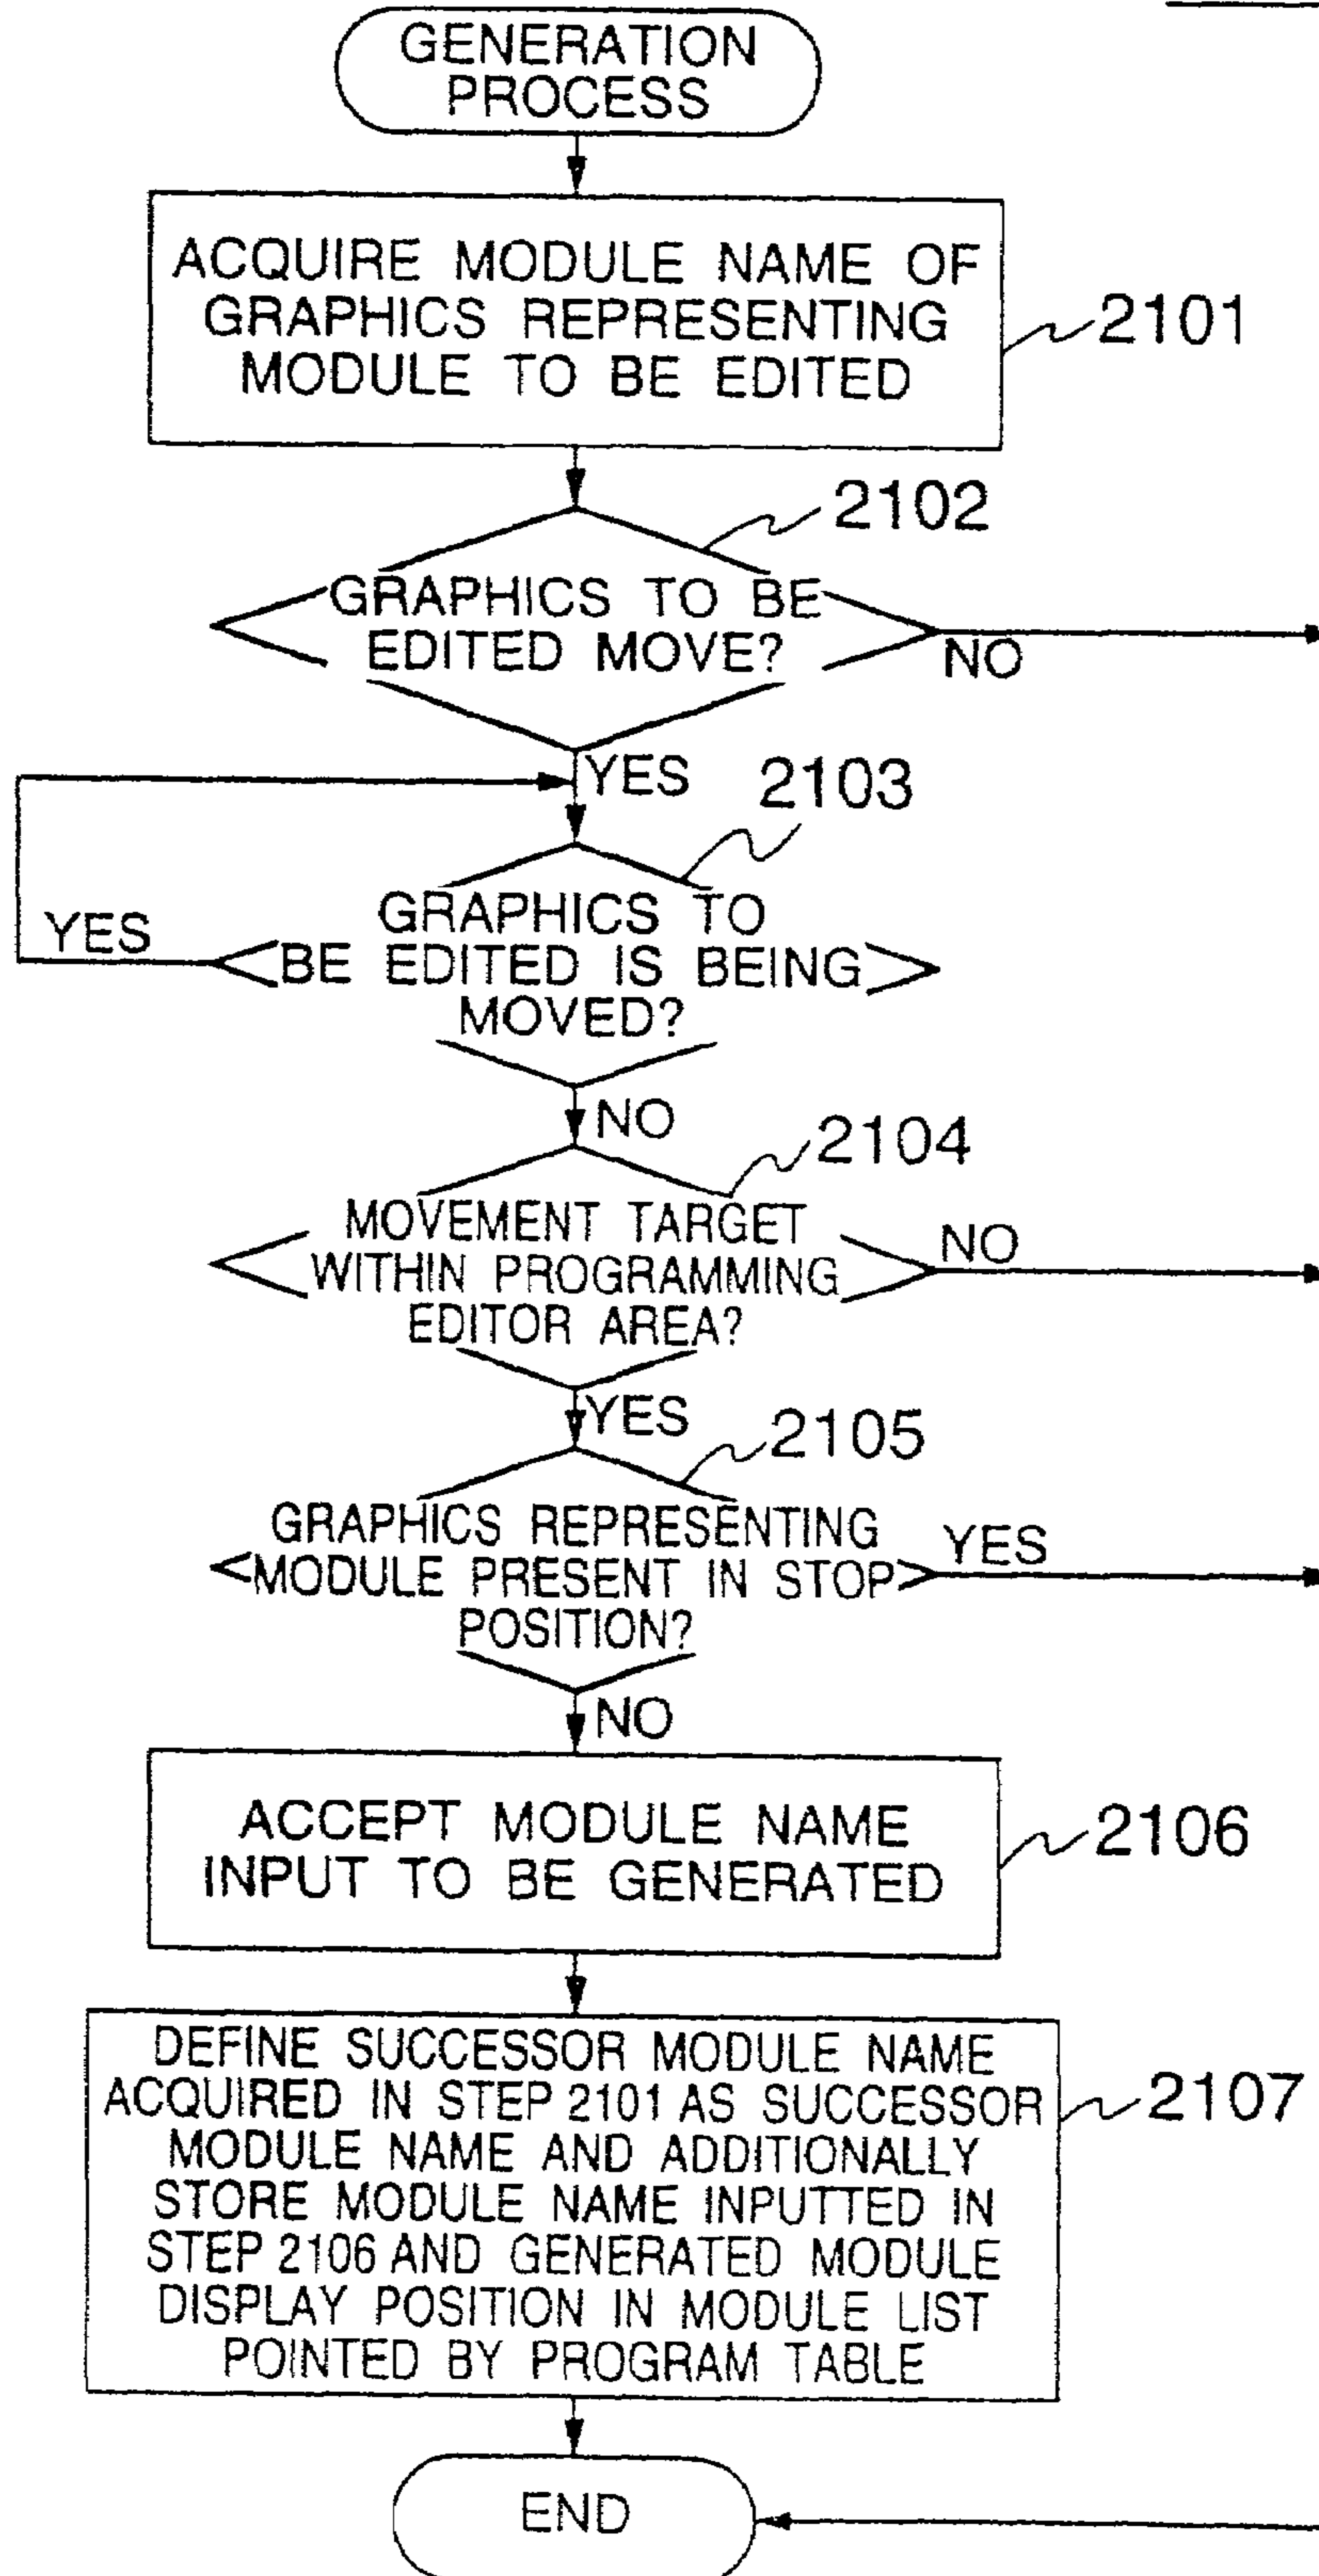 GENERATION
PROCESS
ACQUIRE MODULE NAME OF
GRAPHICS REPRESENTING
MODULE TO BE EDITED
2101
2102
GRAPHICS TO BE
EDITED MOVE?
NO
YES
2103
GRAPHICS TO
BE EDITED IS BEING
MOVED?
YES
NO
2104
MOVEMENT TARGET
WITHIN PROGRAMMING
EDITOR AREA?
NO
YES
2105
GRAPHICS REPRESENTING
MODULE PRESENT IN STOP
POSITION?
YES
NO
ACCEPT MODULE NAME
INPUT TO BE GENERATED
2106
DEFINE SUCCESSOR MODULE NAME
ACQUIRED IN STEP 2101 AS SUCCESSOR
MODULE NAME AND ADDITIONALLY
STORE MODULE NAME INPUTTED IN
STEP 2106 AND GENERATED MODULE
DISPLAY POSITION IN MODULE LIST
POINTED BY PROGRAM TABLE
2107
END